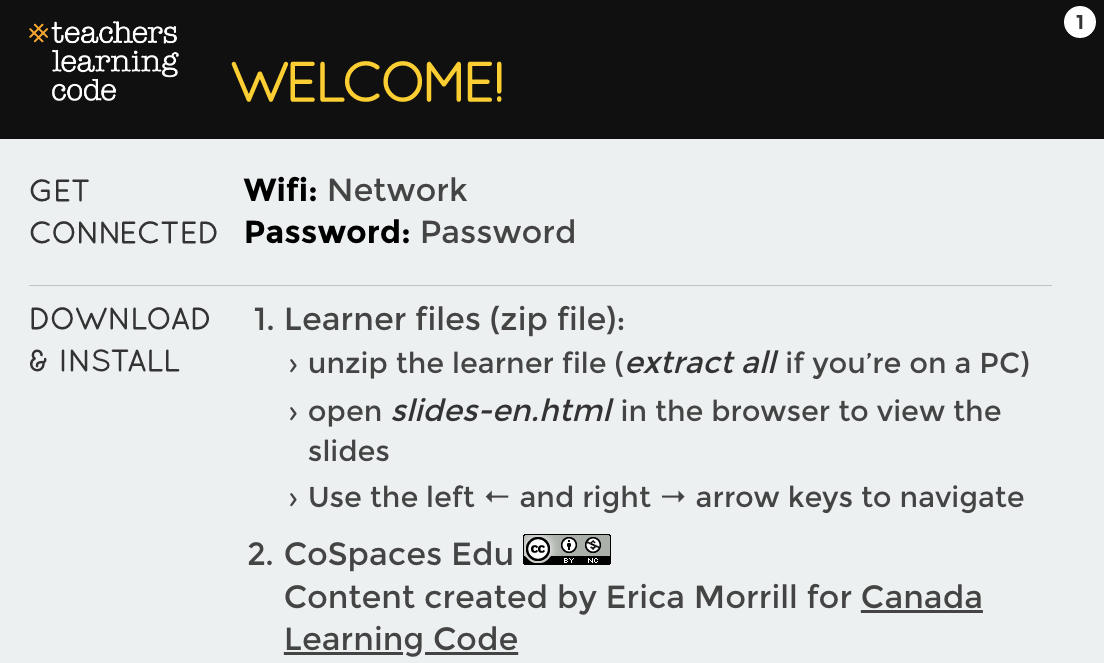 1
teachers
learning
code
WELCOME!
GET
CONNECTED
Wifi: Network
Password: Password
DOWNLOAD
& INSTALL
1. Learner files (zip file):
› unzip the learner file (extract all if you’re on a PC)
› open slides-en.html in the browser to view the
slides
› Use the left ← and right → arrow keys to navigate
2. CoSpaces Edu cc BY NC
Content created by Erica Morrill for Canada
Learning Code